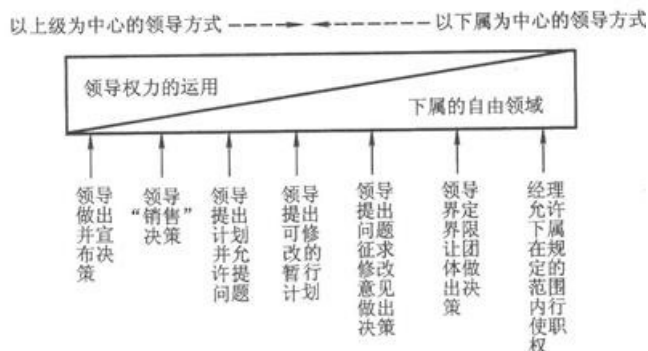 以上级为中心的领导方式
以下属为中心的领导方式
领导权力的运用
下属的自由领域
领导
做出
并宣
布决
策
领导
“销售”
决策
领导
提出
计划
并允
许提
问题
领导
提出
可修
改的
暂行
计划
领导
提出
问题
征求
修改
意见
做出
决策
领导
界定
界限
让团
体做
出决
策
经理
允许
下属
在规
定的
范围
内行
使职
权